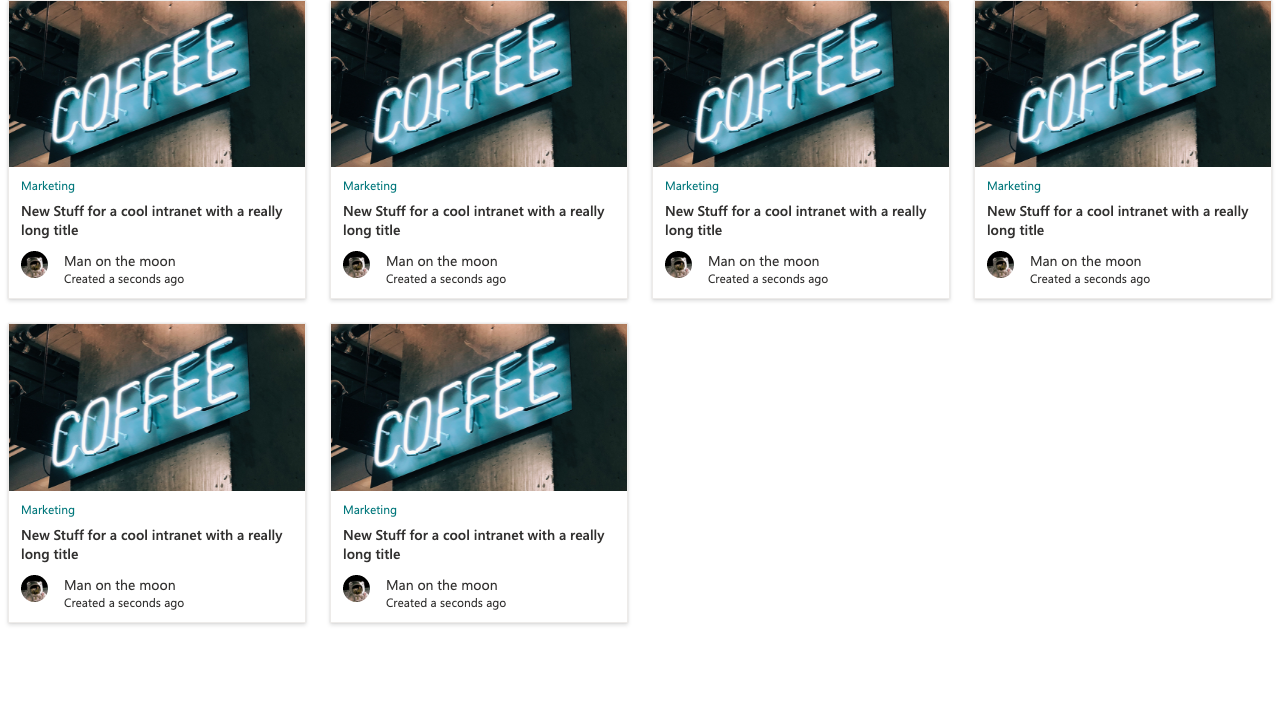 COFFEE
COFFEE
COFFEE
COFFEE
Marketing
Marketing
Marketing
Marketing
New Stuff for a cool intranet with a really
long title
New Stuff for a cool intranet with a really
long title
New Stuff for a cool intranet with a really
long title
New Stuff for a cool intranet with a really
long title
Man on the moon
Created a seconds ago
Man on the moon
Created a seconds ago
Man on the moon
Created a seconds ago
Man on the moon
Created a seconds ago
COFFEE
COFFEE
Marketing
Marketing
New Stuff for a cool intranet with a really
long title
New Stuff for a cool intranet with a really
long title
Man on the moon
Created a seconds ago
Man on the moon
Created a seconds ago